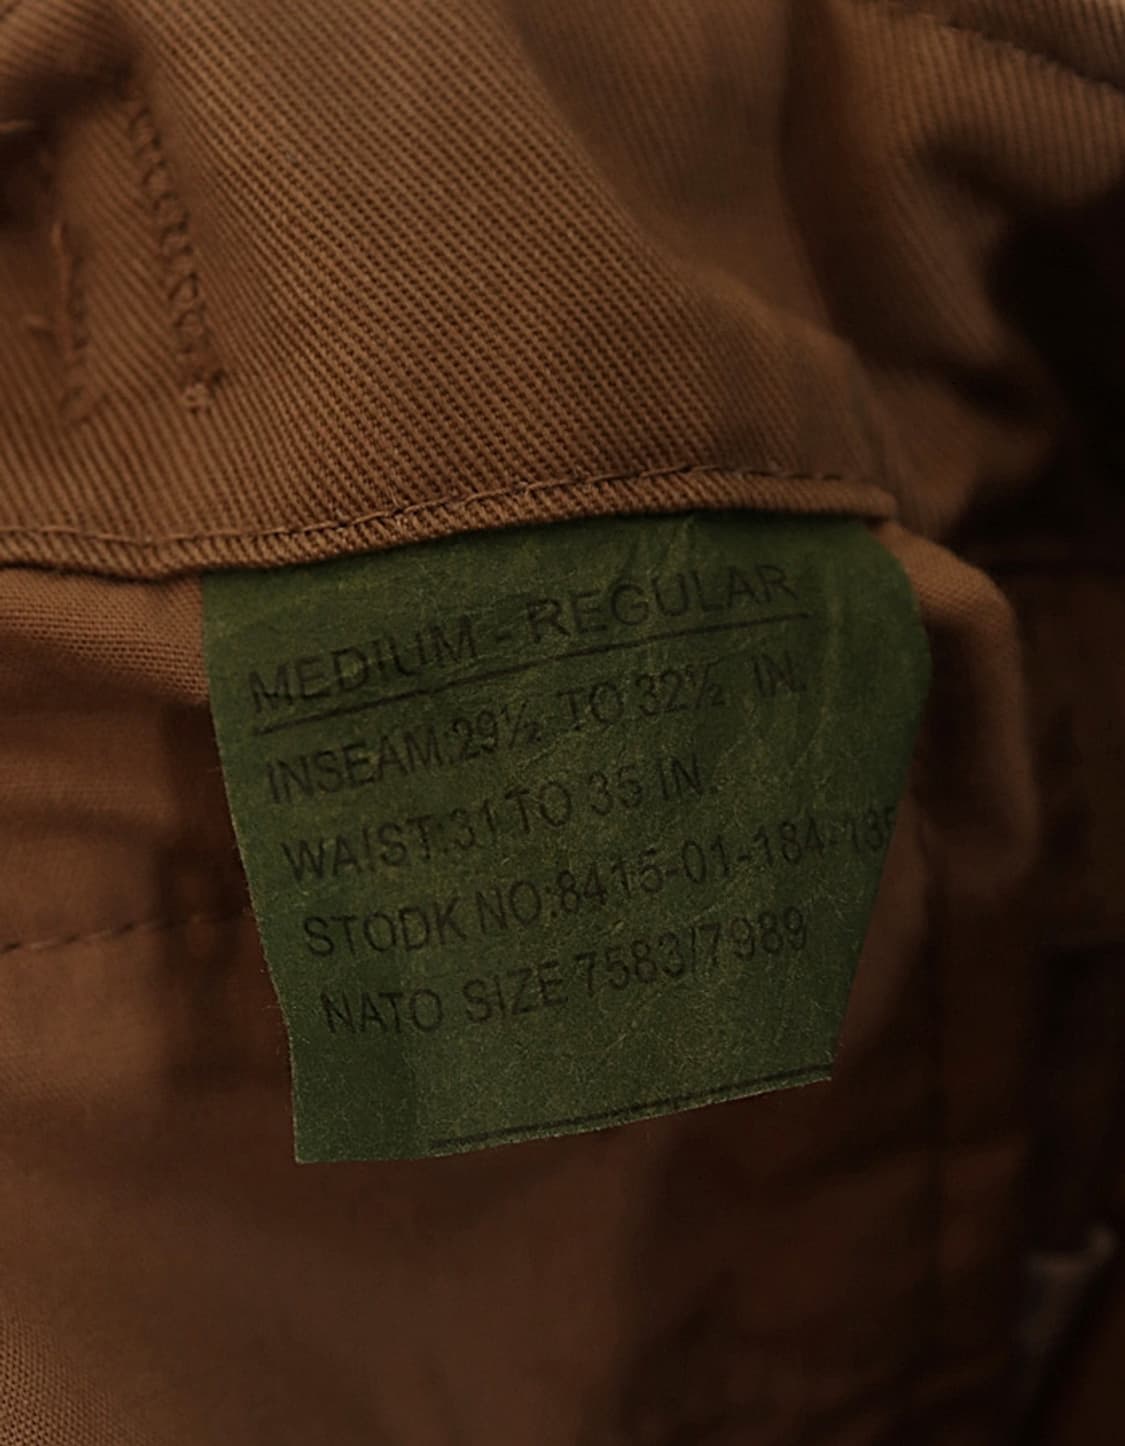 MEDIUM - REGULAR
INSEAM:29½ TO 32½ IN.
WAIST:31 TO 35 IN.
STODK NO:8415-01-184-135
NATO SIZE 7583/7989